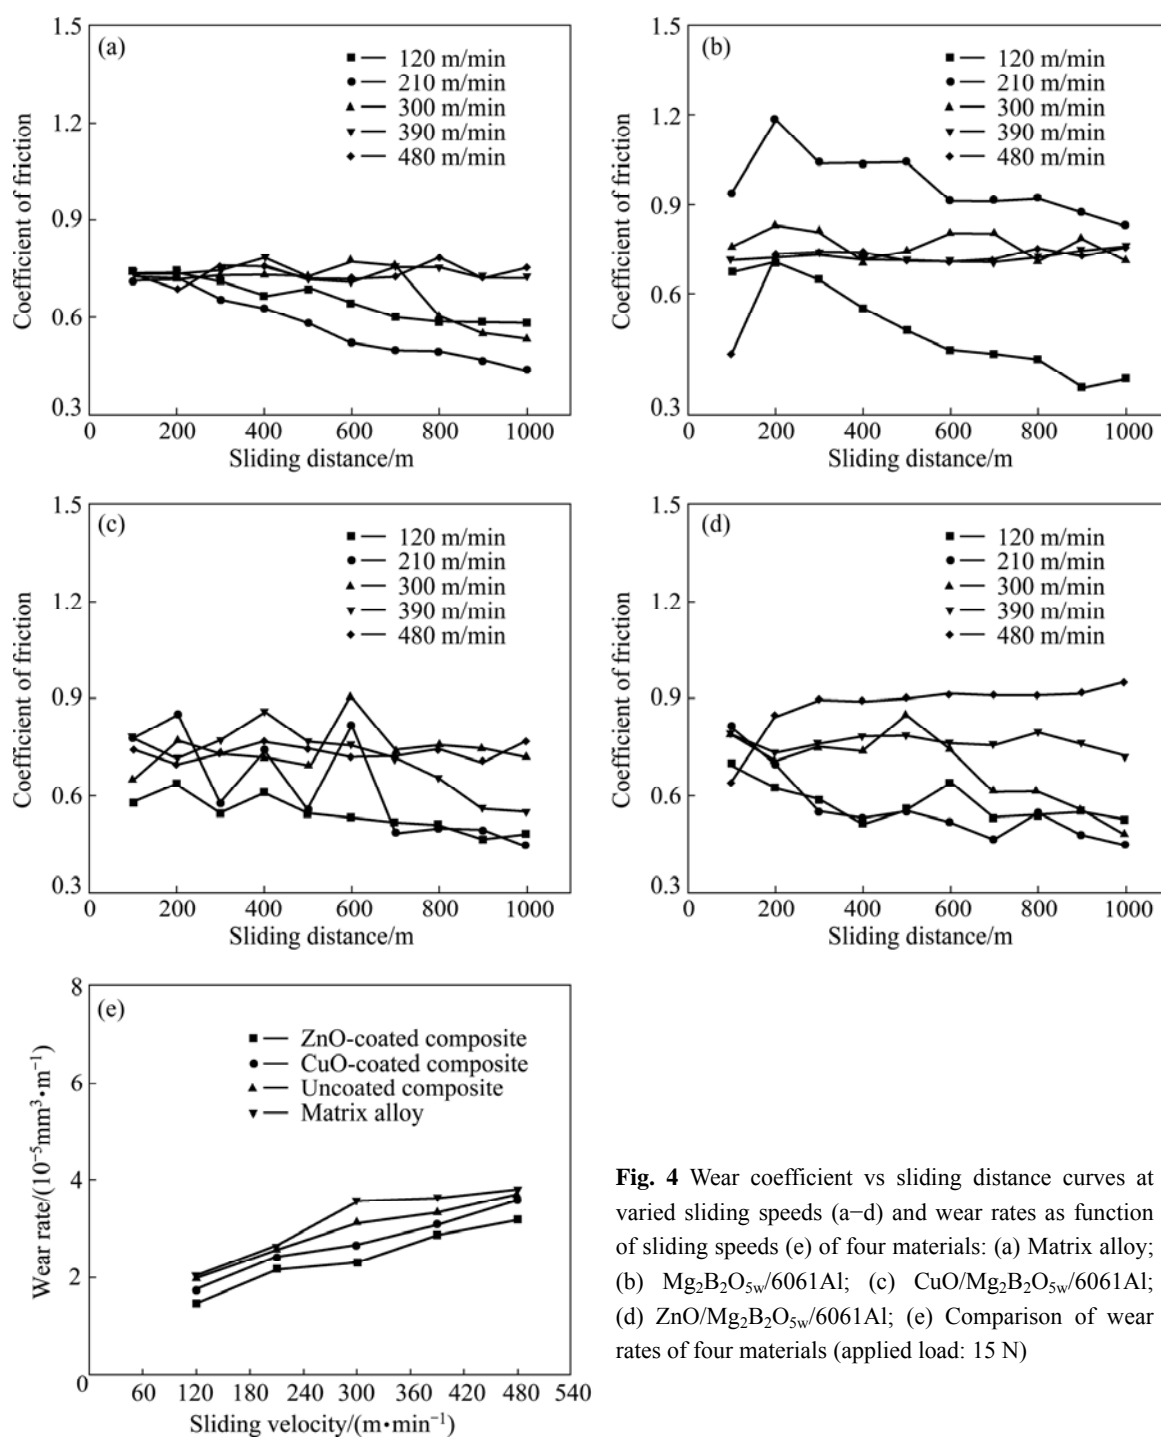 (a)
120 m/min
210 m/min
300 m/min
390 m/min
480 m/min
1.5
1.2
0.9
0.6
0.3
Coefficient of friction
0 200 400 600 800 1000
Sliding distance/m
(b)
120 m/min
210 m/min
300 m/min
390 m/min
480 m/min
1.5
1.2
0.9
0.6
0.3
Coefficient of friction
0 200 400 600 800 1000
Sliding distance/m
(c)
120 m/min
210 m/min
300 m/min
390 m/min
480 m/min
1.5
1.2
0.9
0.6
0.3
Coefficient of friction
0 200 400 600 800 1000
Sliding distance/m
(d)
120 m/min
210 m/min
300 m/min
390 m/min
480 m/min
1.5
1.2
0.9
0.6
0.3
Coefficient of friction
0 200 400 600 800 1000
Sliding distance/m
(e)
ZnO-coated composite
CuO-coated composite
Uncoated composite
Matrix alloy
8
6
4
2
0
Wear rate/(10⁻⁵mm³•m⁻¹)
60 120 180 240 300 360 420 480 540
Sliding velocity/(m•min⁻¹)
Fig. 4 Wear coefficient vs sliding distance curves at
varied sliding speeds (a−d) and wear rates as function
of sliding speeds (e) of four materials: (a) Matrix alloy;
(b) Mg₂B₂O₅w/6061Al; (c) CuO/Mg₂B₂O₅w/6061Al;
(d) ZnO/Mg₂B₂O₅w/6061Al; (e) Comparison of wear
rates of four materials (applied load: 15 N)